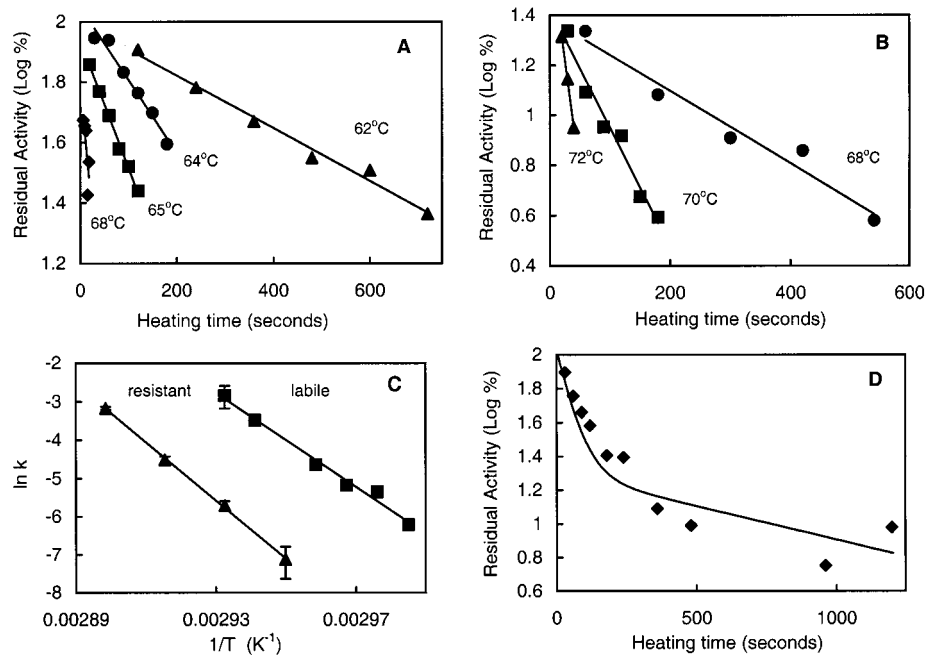 A
2
1.8
1.6
1.4
1.2
Residual Activity (Log %)
62°C
64°C
65°C
68°C
0 200 400 600
Heating time (seconds)
B
1.4
1.2
1
0.8
0.6
0.4
Residual Activity (Log %)
72°C
70°C
68°C
0 200 400 600
Heating time (seconds)
C
-2
-3
-4
-5
-6
-7
-8
ln k
resistant labile
0.00289 0.00293 0.00297
1/T (K-1)
D
2
1.8
1.6
1.4
1.2
1
0.8
0.6
Residual Activity (Log %)
0 500 1000
Heating time (seconds)